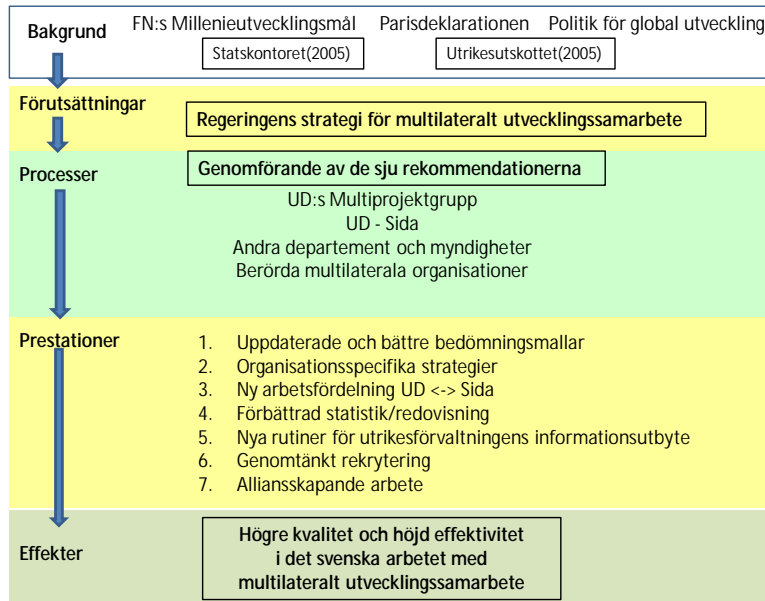 Bakgrund
FN:s Millenieutvecklingsmål Parisdeklarationen Politik för global utveckling
Statskontoret(2005) Utrikesutskottet(2005)
Förutsättningar
Regeringens strategi för multilateralt utvecklingssamarbete
Processer
Genomförande av de sju rekommendationerna
UD:s Multiprojektgrupp
UD - Sida
Andra departement och myndigheter
Berörda multilaterala organisationer
Prestationer
1. Uppdaterade och bättre bedömningsmallar
2. Organisationsspecifika strategier
3. Ny arbetsfördelning UD <-> Sida
4. Förbättrad statistik/redovisning
5. Nya rutiner för utrikesförvaltningens informationsutbyte
6. Genomtänkt rekrytering
7. Alliansskapande arbete
Effekter
Högre kvalitet och höjd effektivitet
i det svenska arbetet med
multilateralt utvecklingssamarbete